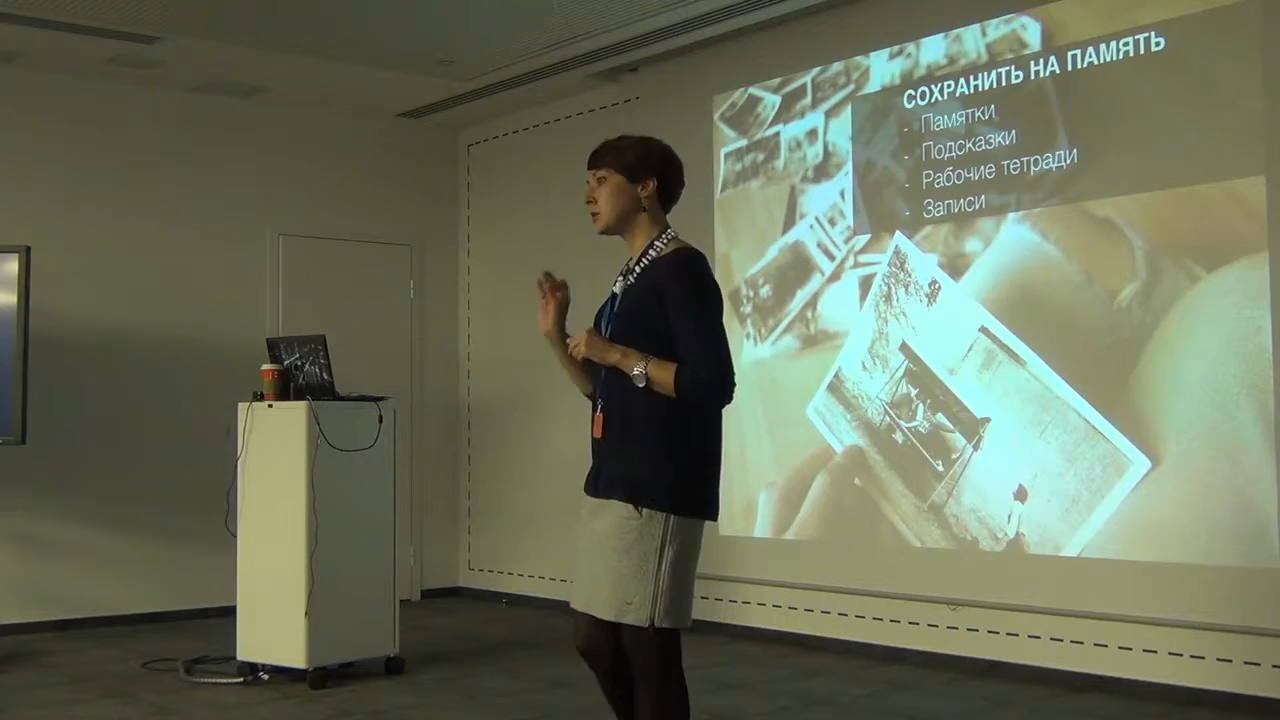 СОХРАНИТЬ НА ПАМЯТЬ
- Памятки
- Подсказки
- Рабочие тетради
- Записи